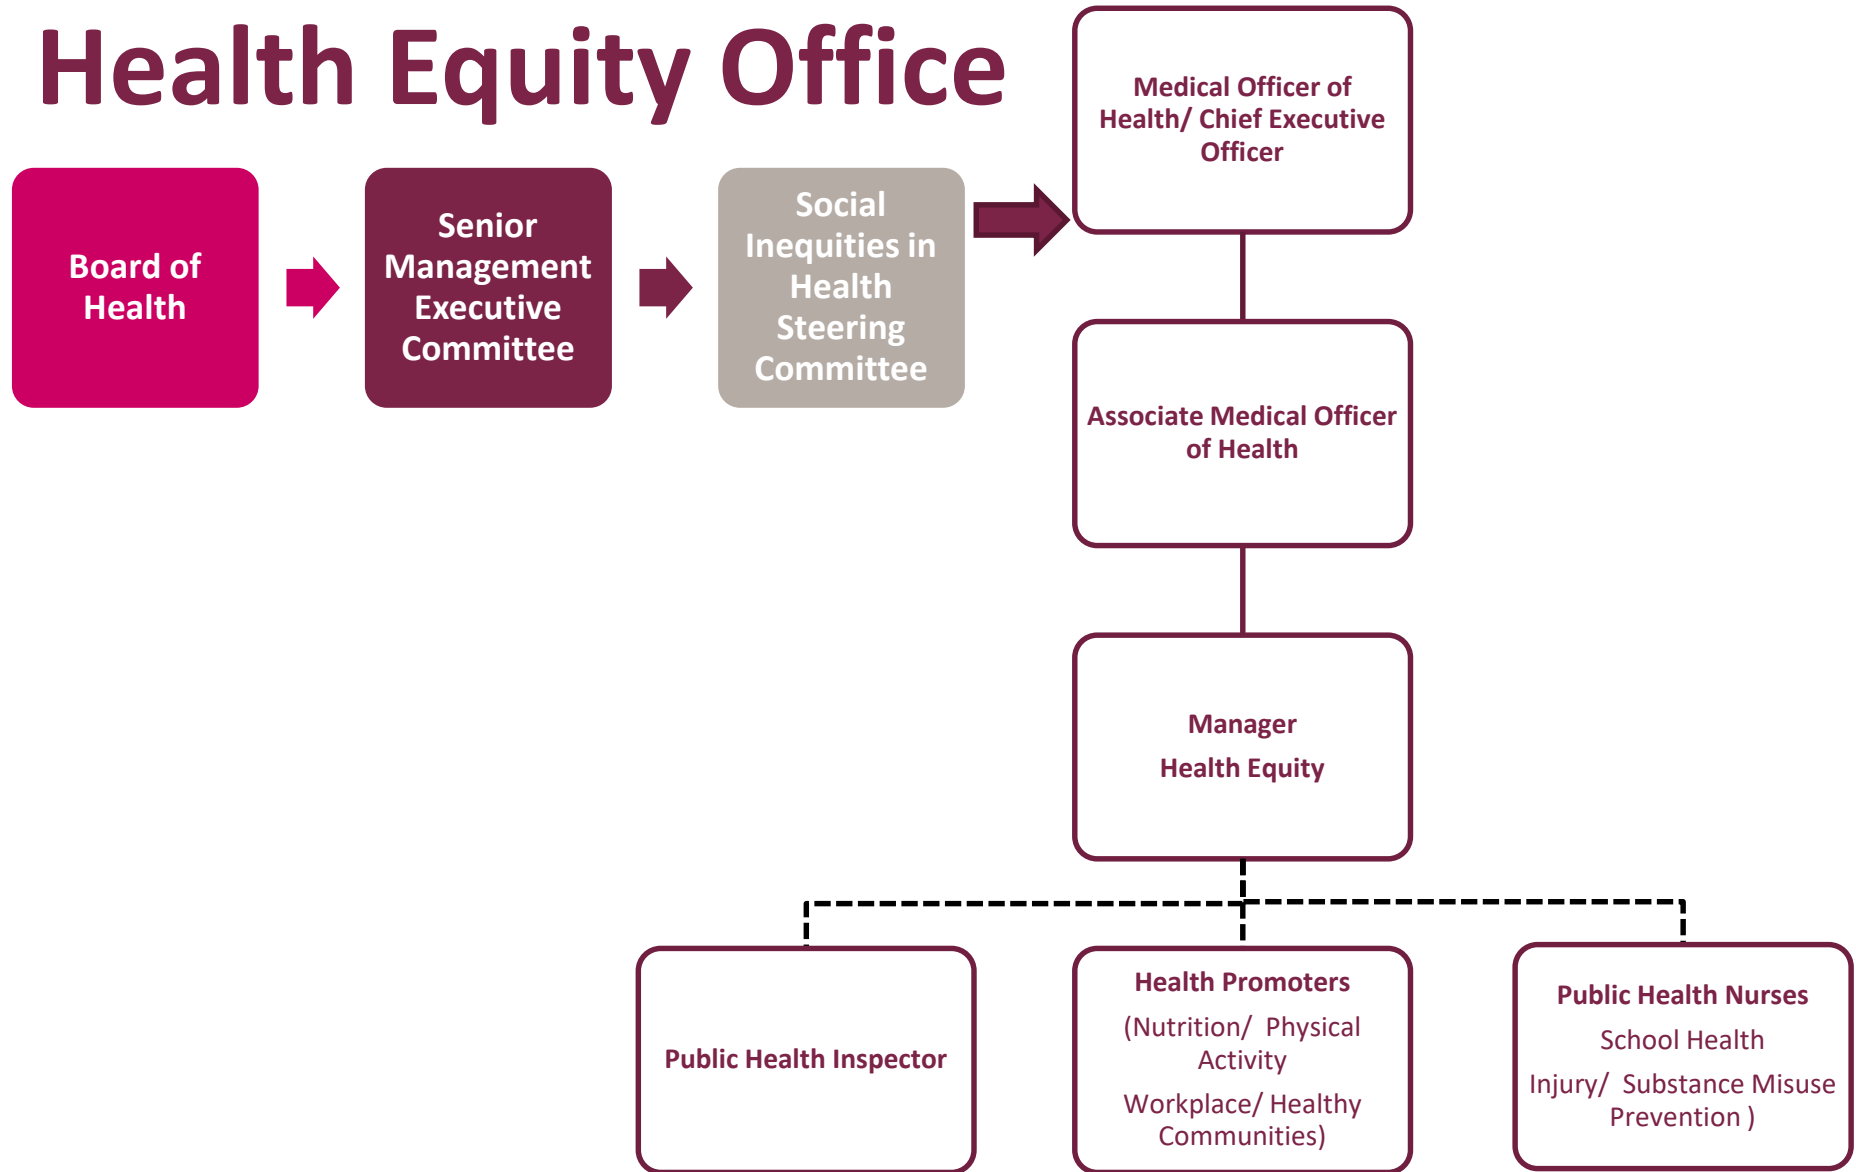 Health Equity Office
Board of
Health
Senior
Management
Executive
Committee
Social
Inequities in
Health
Steering
Committee
Medical Officer of
Health/ Chief Executive
Officer
Associate Medical Officer
of Health
Manager
Health Equity
Public Health Inspector
Health Promoters
(Nutrition/ Physical
Activity
Workplace/ Healthy
Communities)
Public Health Nurses
School Health
Injury/ Substance Misuse
Prevention )